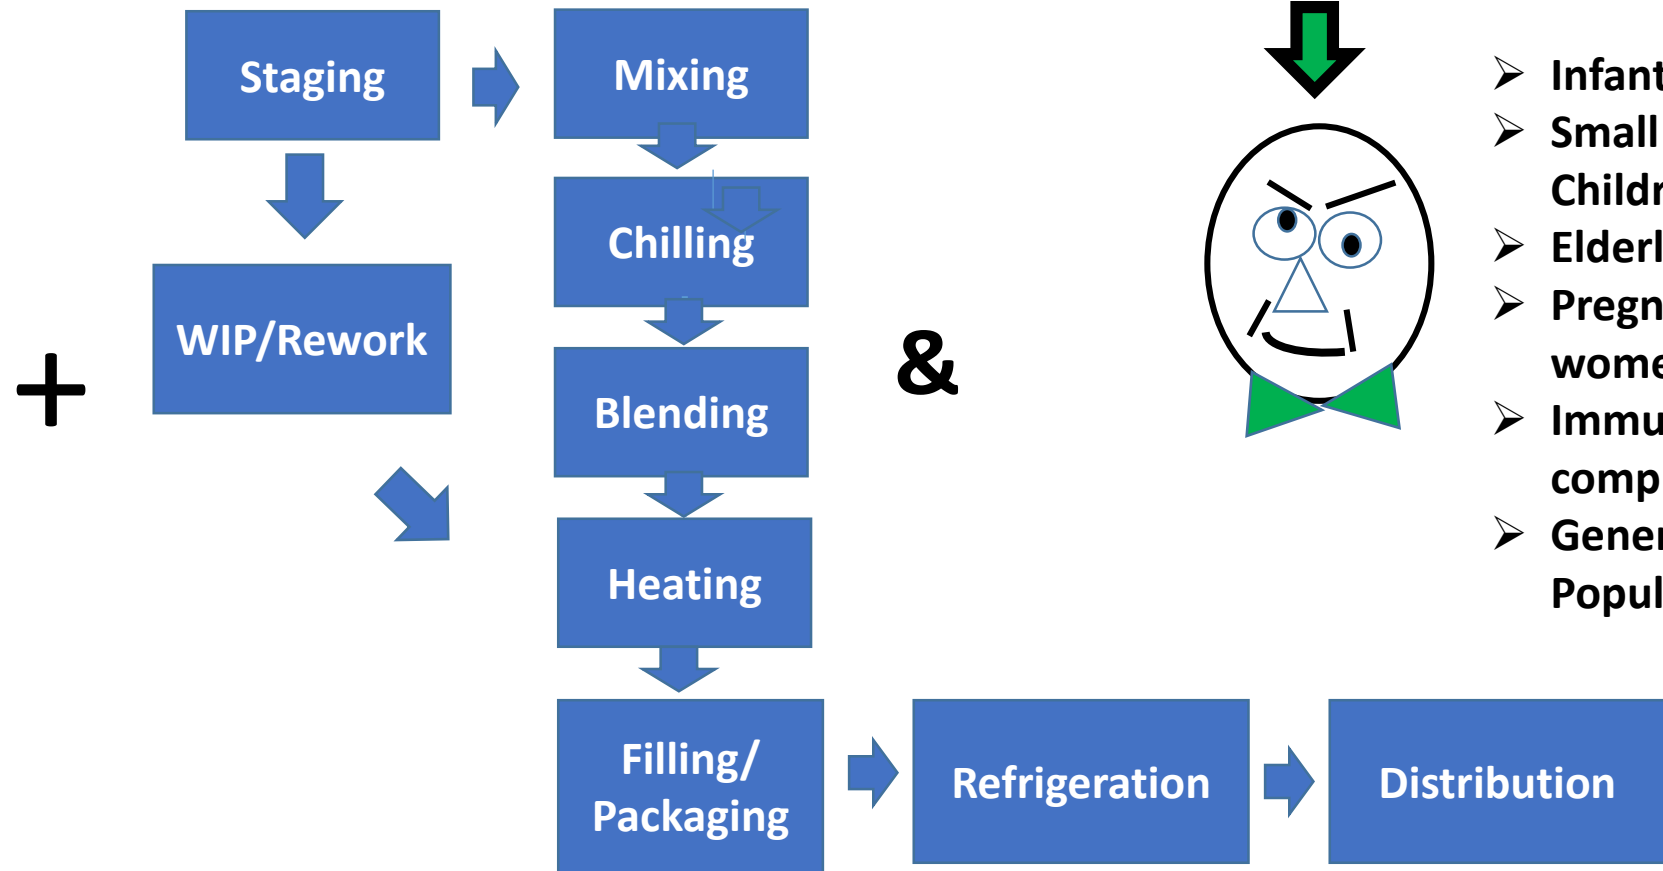 Staging
Mixing
Chilling
WIP/Rework
+
Blending
&
Heating
Filling/
Packaging
Refrigeration
Distribution
➢ Infant
➢ Small
Childr
➢ Elderl
➢ Pregn
wome
➢ Immu
comp
➢ Gener
Popul